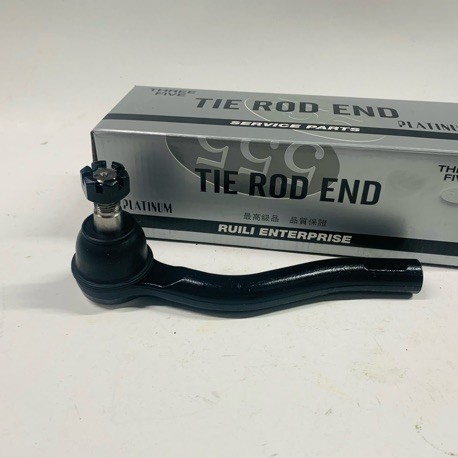 THREE
FIVE
TIE ROD END
SERVICE PARTS
PLATINUM
555
TIE ROD END
THREE
FIVE
PLATINUM
最高級品 品質保證
RUILI ENTERPRISE